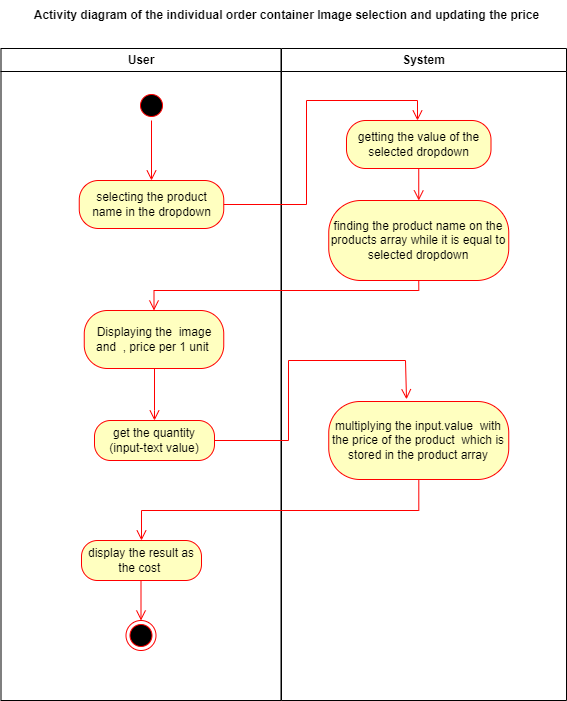 Activity diagram of the individual order container Image selection and updating the price
User
System
getting the value of the
selected dropdown
selecting the product
name in the dropdown
finding the product name on the
products array while it is equal to
selected dropdown
Displaying the image
and , price per 1 unit
get the quantity
(input-text value)
multiplying the input.value with
the price of the product which is
stored in the product array
display the result as
the cost